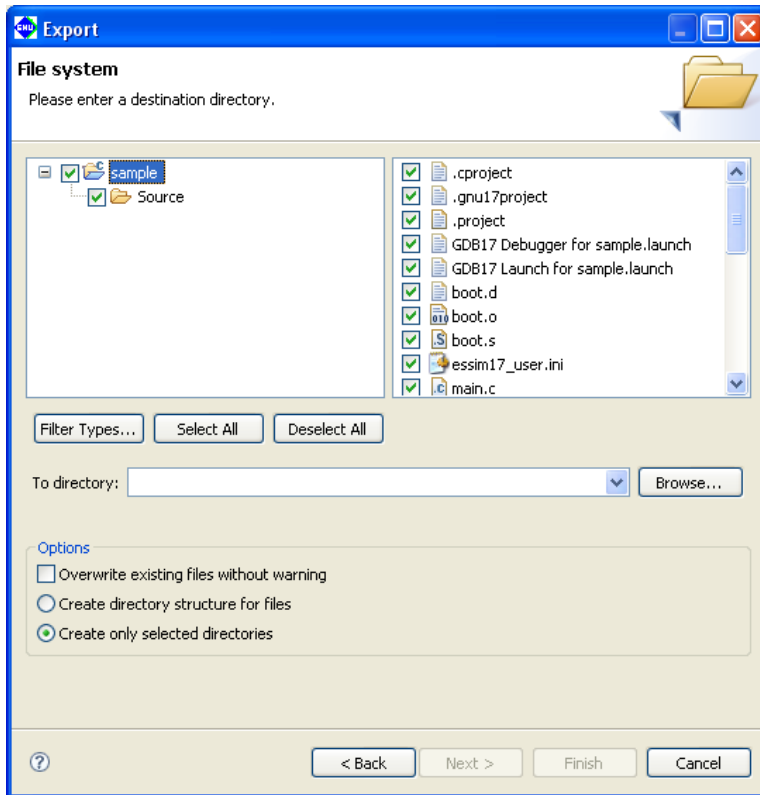 Export
File system
Please enter a destination directory.
sample
Source
.cproject
.gnu17project
.project
GDB17 Debugger for sample.launch
GDB17 Launch for sample.launch
boot.d
boot.o
boot.s
essim17_user.ini
main.c
Filter Types... Select All Deselect All
To directory: Browse...
Options
Overwrite existing files without warning
Create directory structure for files
Create only selected directories
? < Back Next > Finish Cancel